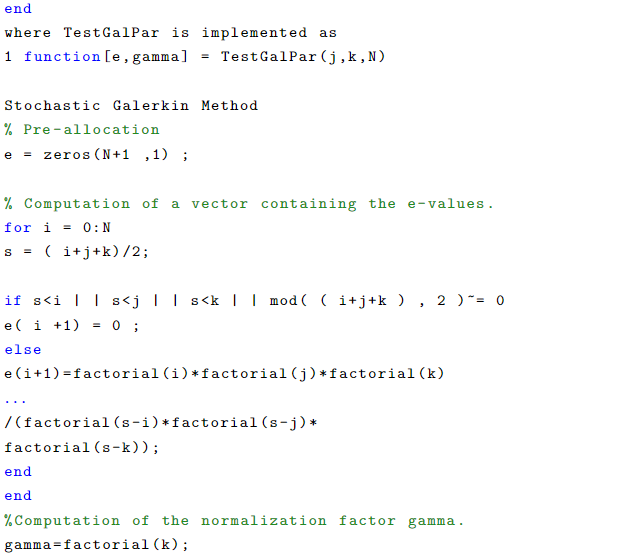 end
where TestGalPar is implemented as
1 function[e,gamma] = TestGalPar(j,k,N)
Stochastic Galerkin Method
% Pre-allocation
e = zeros(N+1 ,1) ;
% Computation of a vector containing the e-values.
for i = 0:N
s = ( i+j+k)/2;
if s<i | | s<j | | s<k | | mod( ( i+j+k ) , 2 )~= 0
e( i +1) = 0 ;
else
e(i+1)=factorial(i)*factorial(j)*factorial(k)
...
/(factorial(s-i)*factorial(s-j)*
factorial(s-k));
end
end
%Computation of the normalization factor gamma.
gamma=factorial(k);